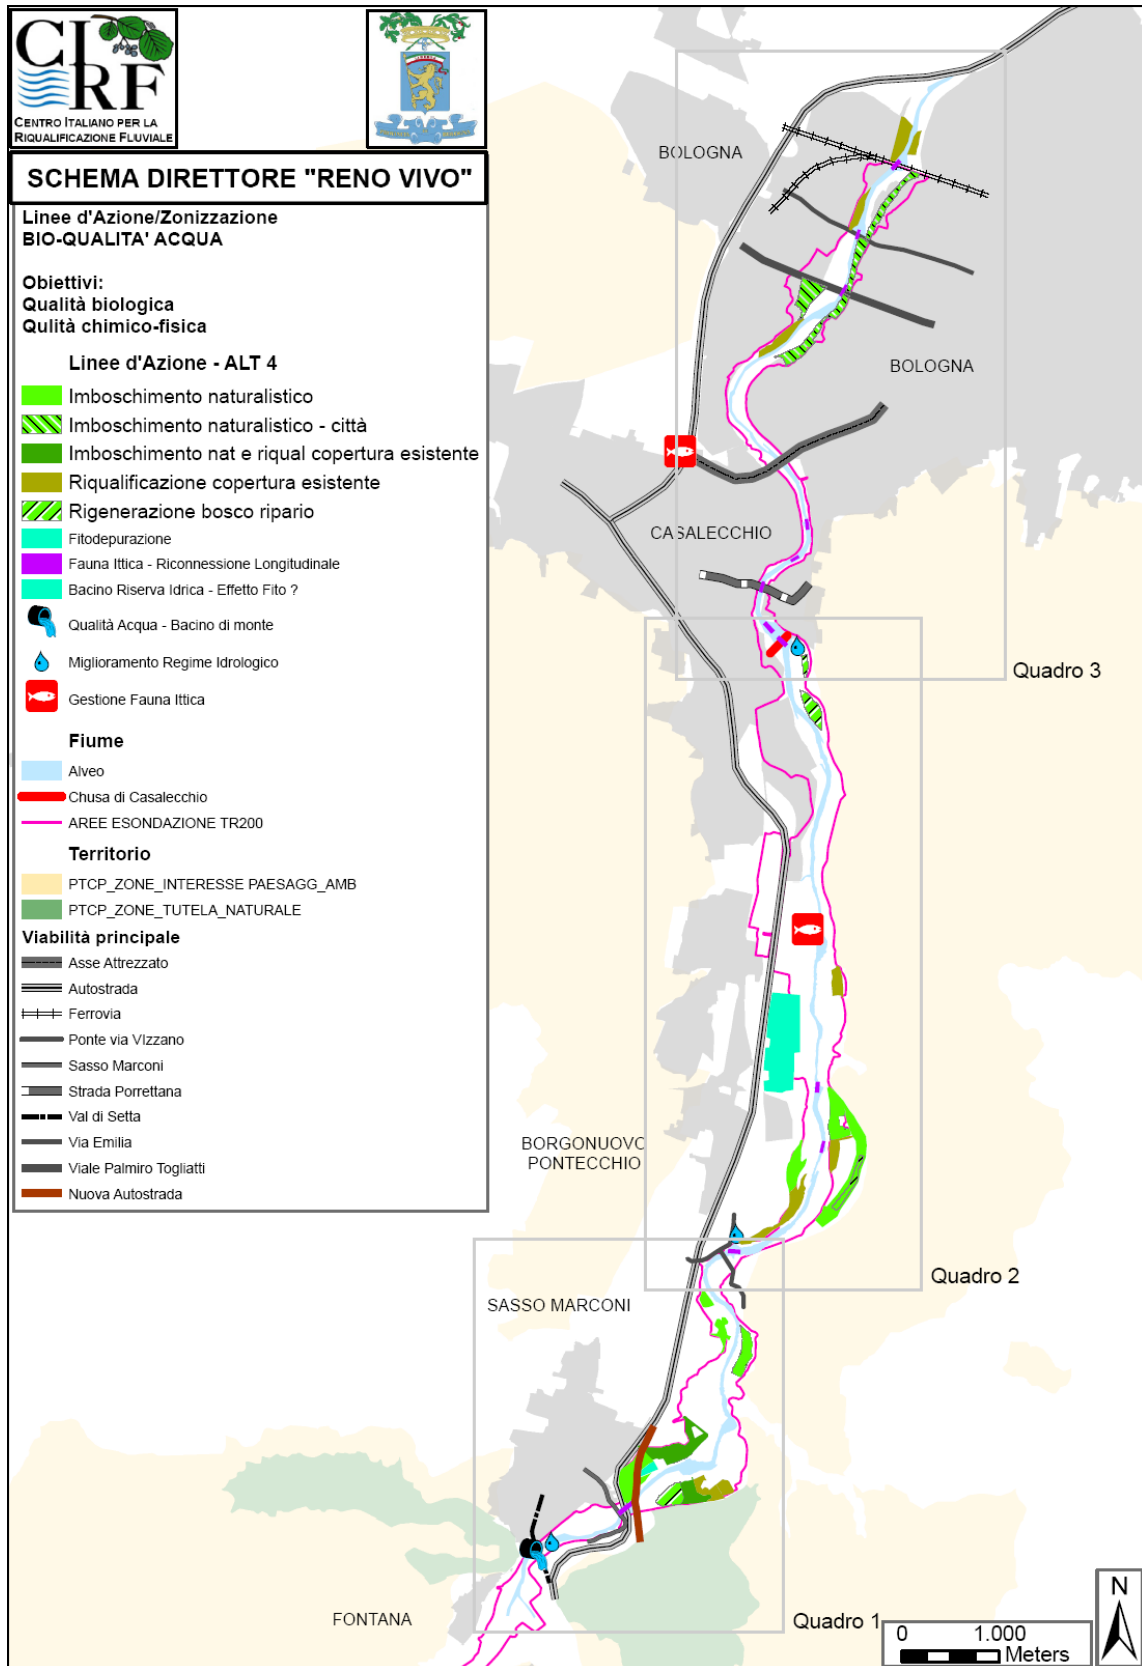 CIRF
CENTRO ITALIANO PER LA
RIQUALIFICAZIONE FLUVIALE
SCHEMA DIRETTORE "RENO VIVO"
Linee d'Azione/Zonizzazione
BIO-QUALITA' ACQUA
Obiettivi:
Qualità biologica
Qulità chimico-fisica
Linee d'Azione - ALT 4
Imboschimento naturalistico
Imboschimento naturalistico - città
Imboschimento nat e riqual copertura esistente
Riqualificazione copertura esistente
Rigenerazione bosco ripario
Fitodepurazione
Fauna Ittica - Riconnessione Longitudinale
Bacino Riserva Idrica - Effetto Fito ?
Qualità Acqua - Bacino di monte
Miglioramento Regime Idrologico
Gestione Fauna Ittica
Fiume
Alveo
Chusa di Casalecchio
AREE ESONDAZIONE TR200
Territorio
PTCP_ZONE_INTERESSE PAESAGG_AMB
PTCP_ZONE_TUTELA_NATURALE
Viabilità principale
Asse Attrezzato
Autostrada
Ferrovia
Ponte via VIzzano
Sasso Marconi
Strada Porrettana
Val di Setta
Via Emilia
Viale Palmiro Togliatti
Nuova Autostrada
BOLOGNA
BOLOGNA
CASALECCHIO
Quadro 3
BORGONUOVO
PONTECCHIO
Quadro 2
SASSO MARCONI
FONTANA
Quadro 1
N
0 1.000
Meters